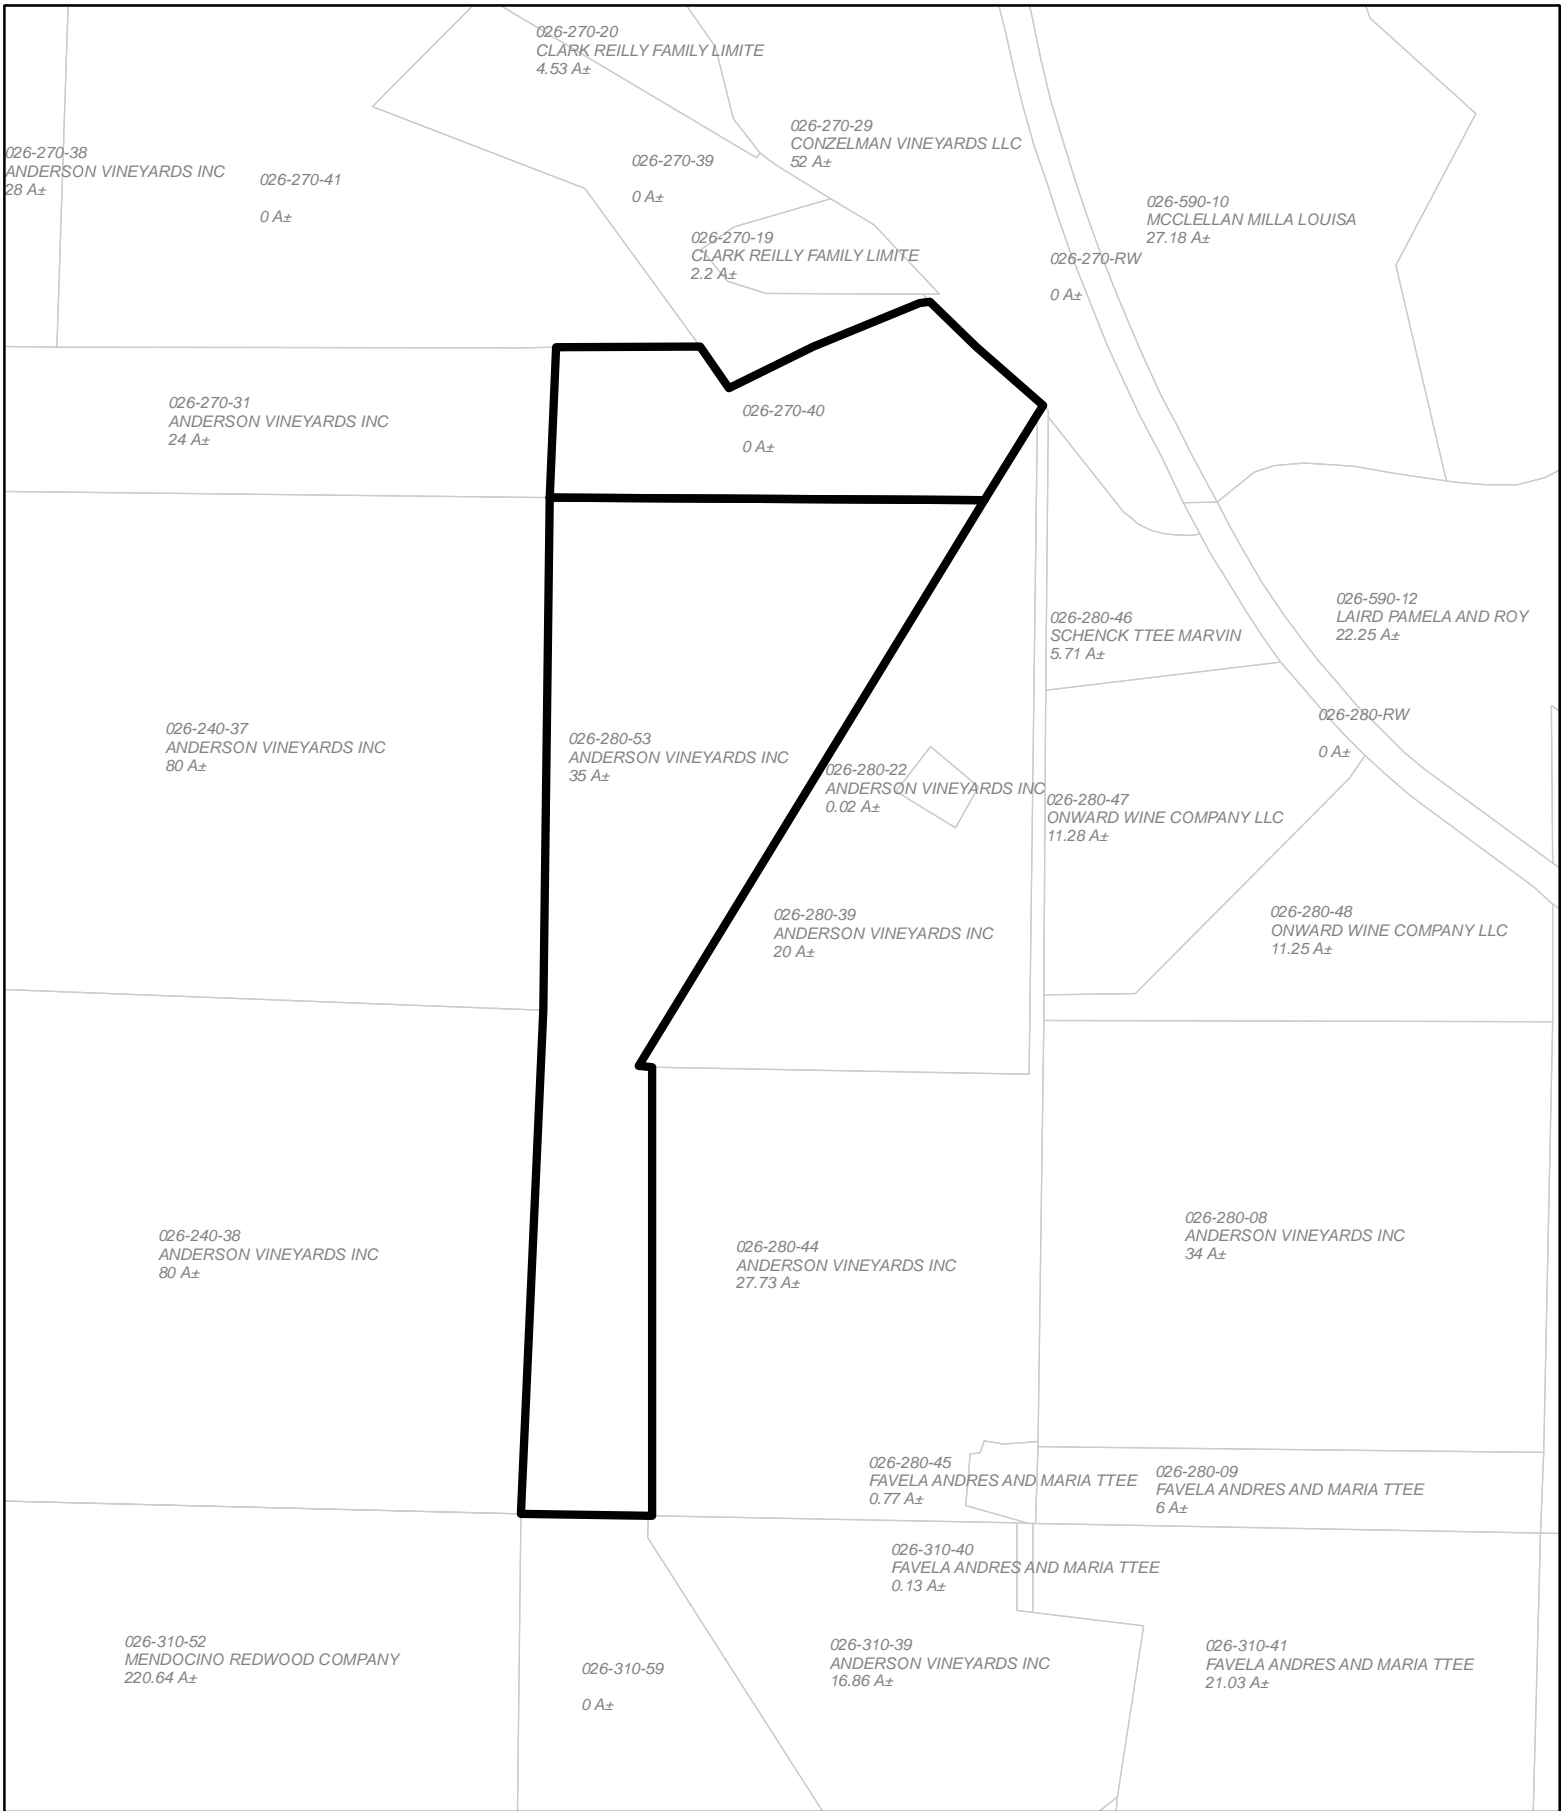 026-270-20
CLARK REILLY FAMILY LIMITE
4.53 A±
026-270-29
CONZELMAN VINEYARDS LLC
52 A±
026-270-38
ANDERSON VINEYARDS INC
28 A±
026-270-41
0 A±
026-270-39
0 A±
026-590-10
MCCLELLAN MILLA LOUISA
27.18 A±
026-270-19
CLARK REILLY FAMILY LIMITE
2.2 A±
026-270-RW
0 A±
026-270-31
ANDERSON VINEYARDS INC
24 A±
026-270-40
0 A±
026-280-46
SCHENCK TTEE MARVIN
5.71 A±
026-590-12
LAIRD PAMELA AND ROY
22.25 A±
026-240-37
ANDERSON VINEYARDS INC
80 A±
026-280-53
ANDERSON VINEYARDS INC
35 A±
026-280-RW
0 A±
026-280-22
ANDERSON VINEYARDS INC
0.02 A±
026-280-47
ONWARD WINE COMPANY LLC
11.28 A±
026-280-39
ANDERSON VINEYARDS INC
20 A±
026-280-48
ONWARD WINE COMPANY LLC
11.25 A±
026-240-38
ANDERSON VINEYARDS INC
80 A±
026-280-44
ANDERSON VINEYARDS INC
27.73 A±
026-280-08
ANDERSON VINEYARDS INC
34 A±
026-280-45
FAVELA ANDRES AND MARIA TTEE
0.77 A±
026-280-09
FAVELA ANDRES AND MARIA TTEE
6 A±
026-310-40
FAVELA ANDRES AND MARIA TTEE
0.13 A±
026-310-52
MENDOCINO REDWOOD COMPANY
220.64 A±
026-310-59
0 A±
026-310-39
ANDERSON VINEYARDS INC
16.86 A±
026-310-41
FAVELA ANDRES AND MARIA TTEE
21.03 A±